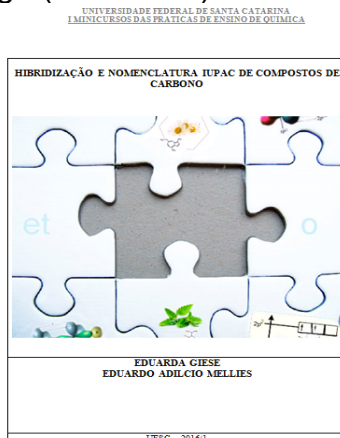 UNIVERSIDADE FEDERAL DE SANTA CATARINA
I MINICURSOS DAS PRATICAS DE ENSINO DE QUIMICA
HIBRIDIZAÇÃO E NOMENCLATURA IUPAC DE COMPOSTOS DE
CARBONO
et
o
EDUARDA GIESE
EDUARDO ADILCIO MELLIES
UFSC